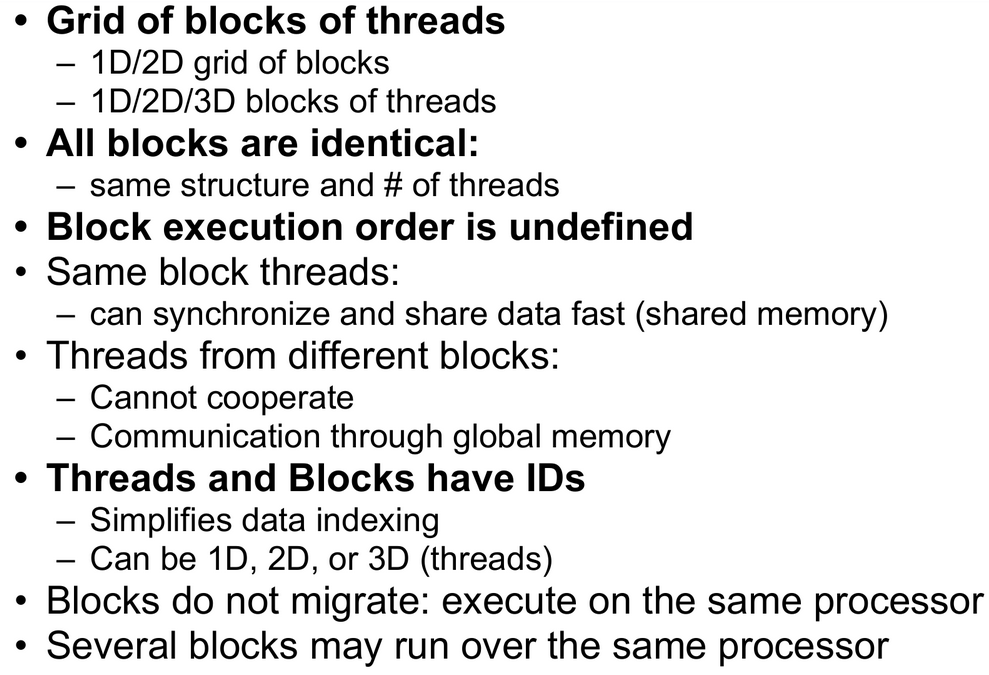 • Grid of blocks of threads
– 1D/2D grid of blocks
– 1D/2D/3D blocks of threads
• All blocks are identical:
– same structure and # of threads
• Block execution order is undefined
• Same block threads:
– can synchronize and share data fast (shared memory)
• Threads from different blocks:
– Cannot cooperate
– Communication through global memory
• Threads and Blocks have IDs
– Simplifies data indexing
– Can be 1D, 2D, or 3D (threads)
• Blocks do not migrate: execute on the same processor
• Several blocks may run over the same processor